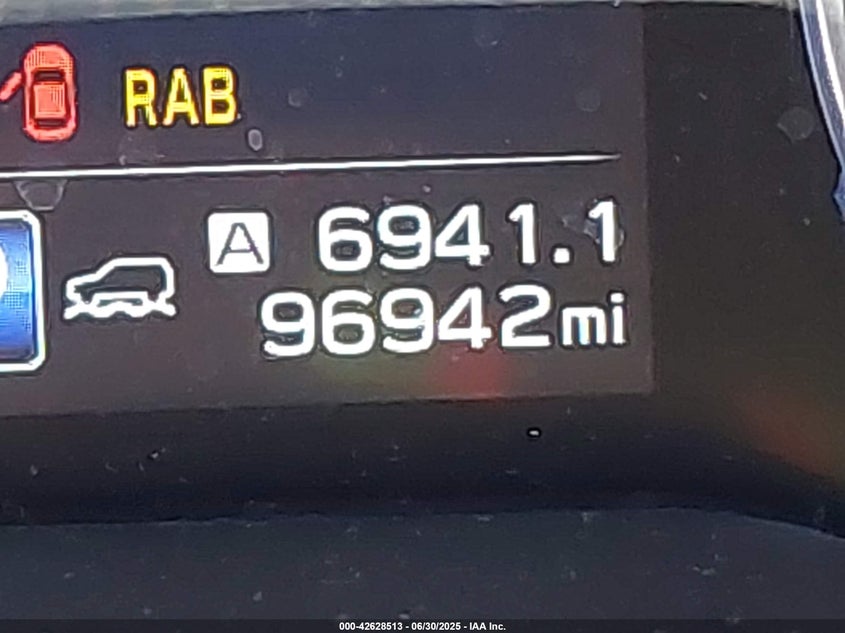 RAB
A 6941.1
96942mi
000-42628513 - 06/30/2025 - IAA Inc.